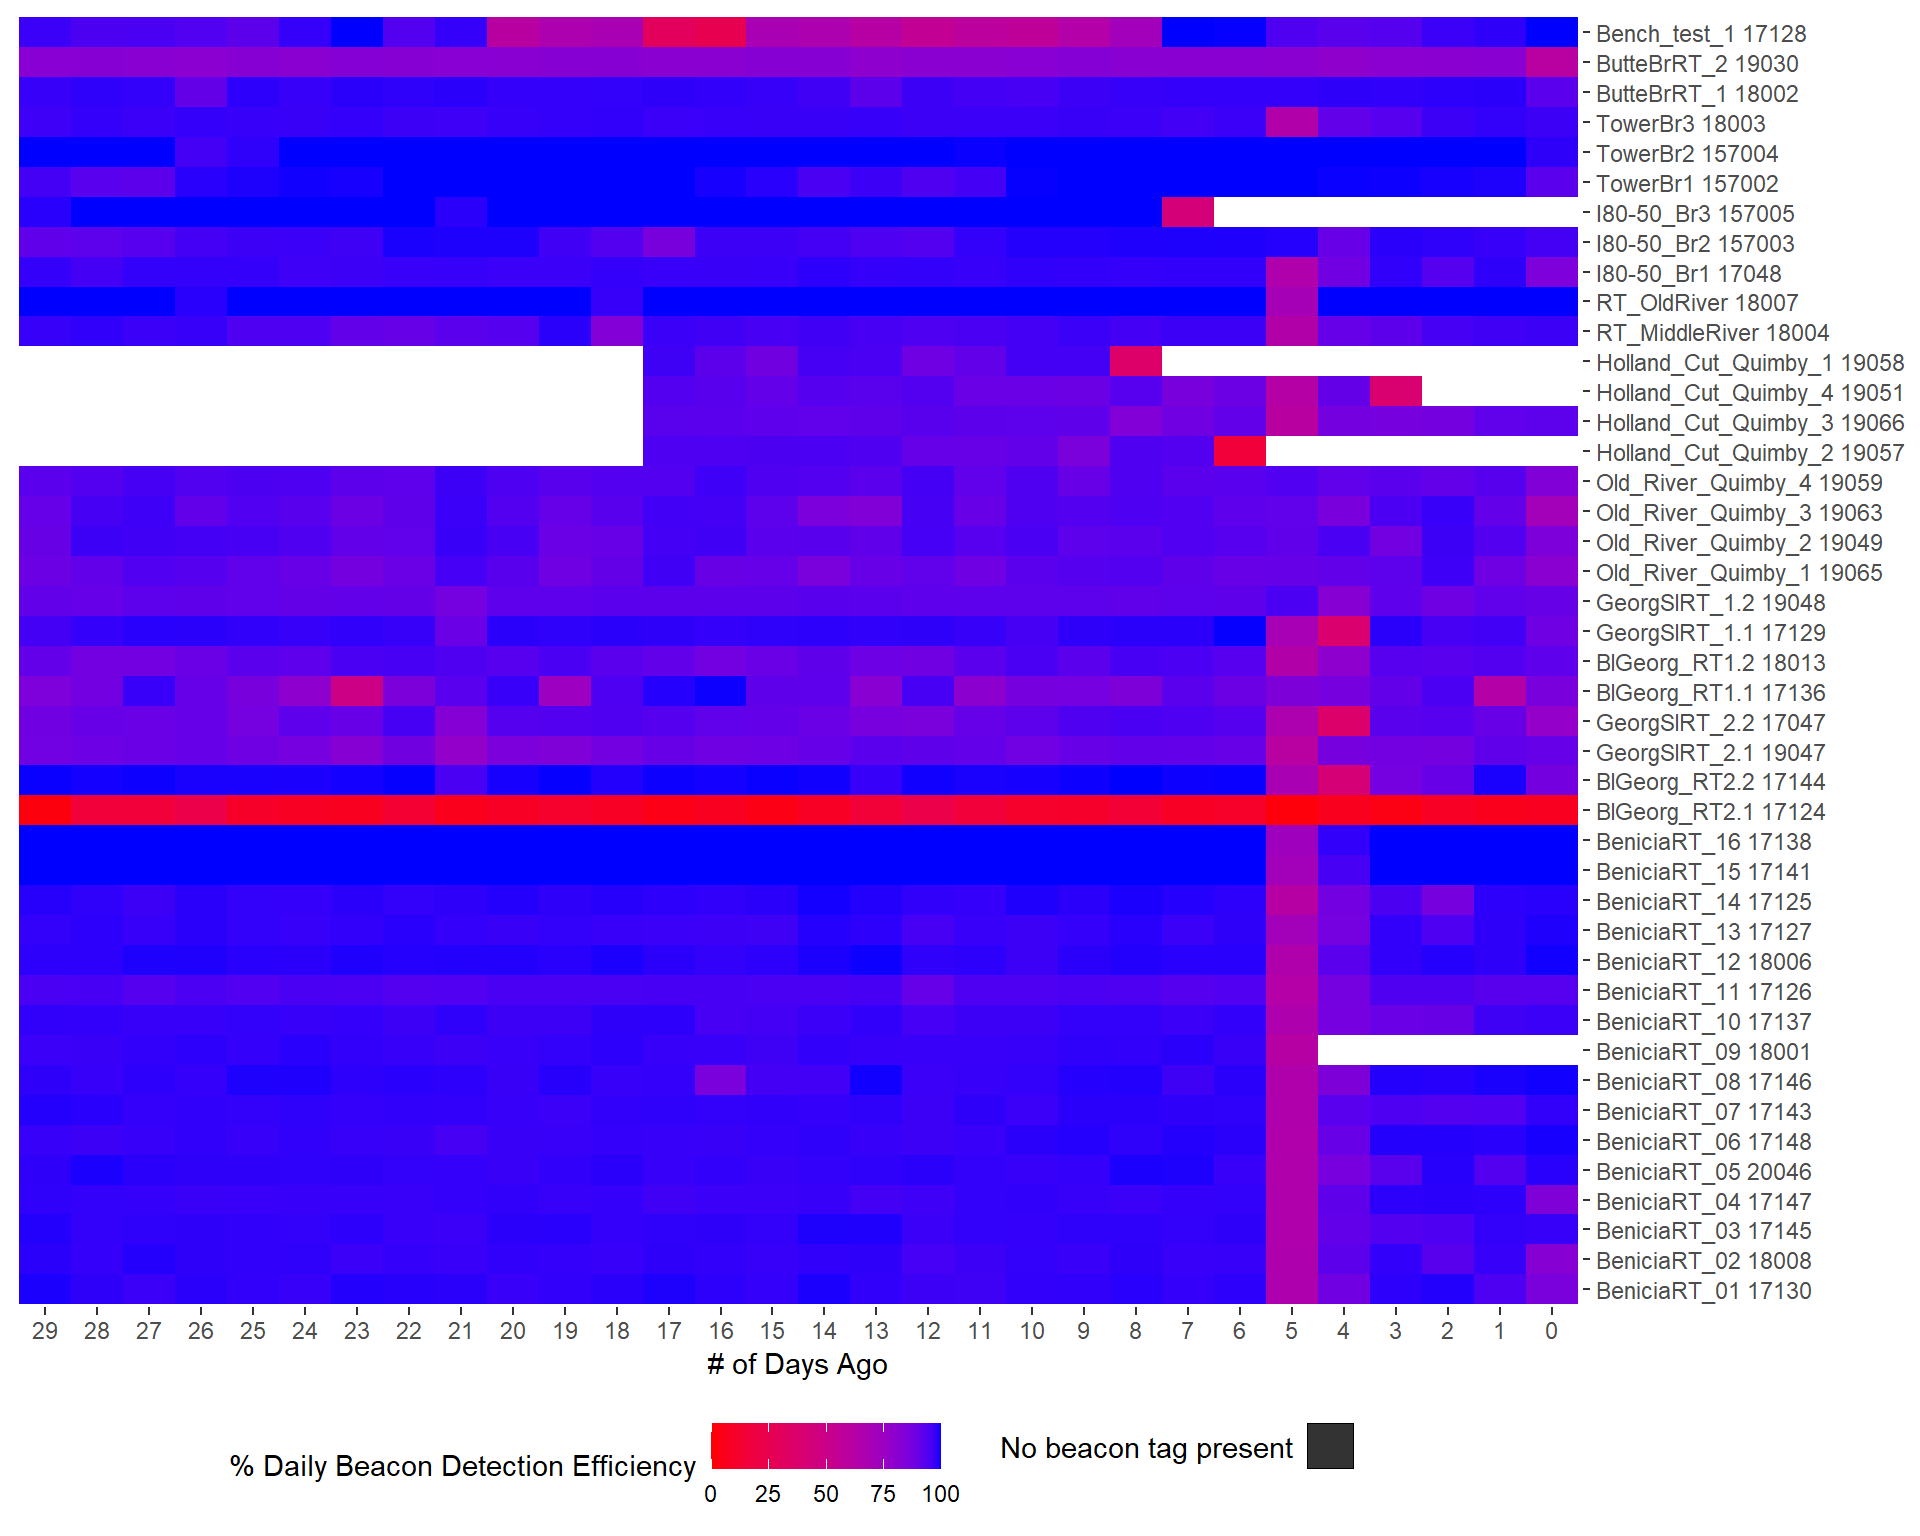 Bench_test_1 17128
ButteBrRT_2 19030
ButteBrRT_1 18002
TowerBr3 18003
TowerBr2 157004
TowerBr1 157002
I80-50_Br3 157005
I80-50_Br2 157003
I80-50_Br1 17048
RT_OldRiver 18007
RT_MiddleRiver 18004
Holland_Cut_Quimby_1 19058
Holland_Cut_Quimby_4 19051
Holland_Cut_Quimby_3 19066
Holland_Cut_Quimby_2 19057
Old_River_Quimby_4 19059
Old_River_Quimby_3 19063
Old_River_Quimby_2 19049
Old_River_Quimby_1 19065
GeorgSlRT_1.2 19048
GeorgSlRT_1.1 17129
BlGeorg_RT1.2 18013
BlGeorg_RT1.1 17136
GeorgSlRT_2.2 17047
GeorgSlRT_2.1 19047
BlGeorg_RT2.2 17144
BlGeorg_RT2.1 17124
BeniciaRT_16 17138
BeniciaRT_15 17141
BeniciaRT_14 17125
BeniciaRT_13 17127
BeniciaRT_12 18006
BeniciaRT_11 17126
BeniciaRT_10 17137
BeniciaRT_09 18001
BeniciaRT_08 17146
BeniciaRT_07 17143
BeniciaRT_06 17148
BeniciaRT_05 20046
BeniciaRT_04 17147
BeniciaRT_03 17145
BeniciaRT_02 18008
BeniciaRT_01 17130
29 28 27 26 25 24 23 22 21 20 19 18 17 16 15 14 13 12 11 10 9 8 7 6 5 4 3 2 1 0
# of Days Ago
% Daily Beacon Detection Efficiency
0 25 50 75 100
No beacon tag present